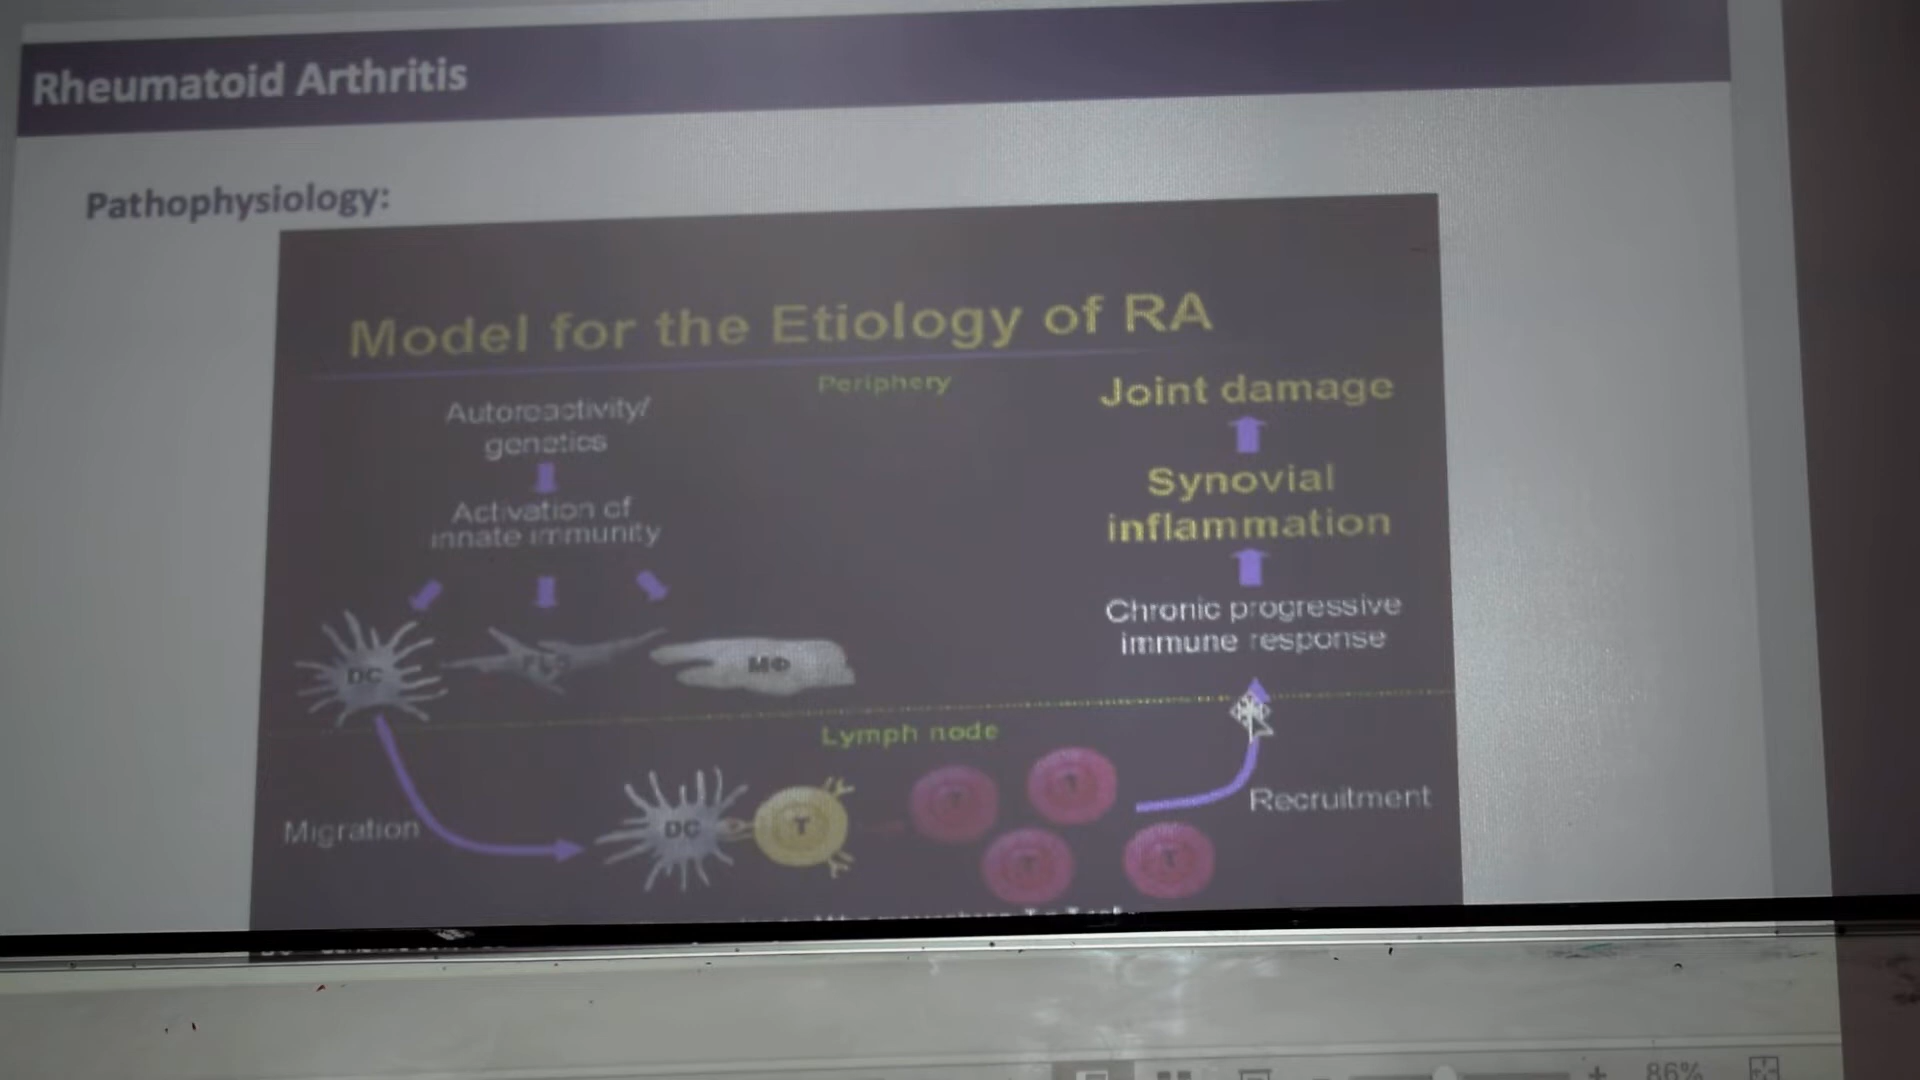 Rheumatoid Arthritis
Pathophysiology:
Model for the Etiology of RA
Periphery
Autoreactivity/
genetics
Activation of
innate immunity
DC
FLS
MΦ
Joint damage
Synovial
inflammation
Chronic progressive
immune response
Lymph node
Migration
DC
T
T
T
T
T
Recruitment
86%